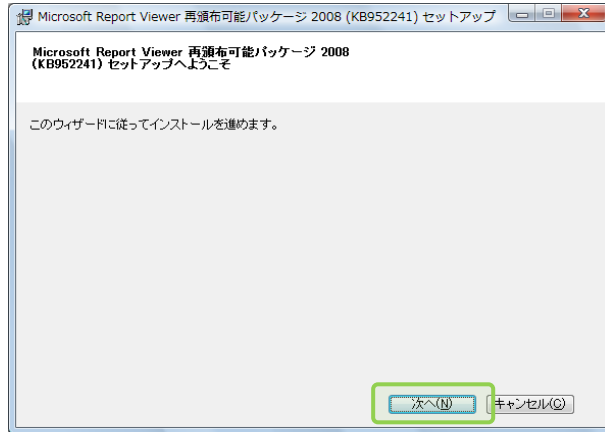 Microsoft Report Viewer 再頒布可能パッケージ 2008 (KB952241) セットアップ
Microsoft Report Viewer 再頒布可能パッケージ 2008
(KB952241) セットアップへようこそ
このウィザードに従ってインストールを進めます。
次へ(N)
キャンセル(C)